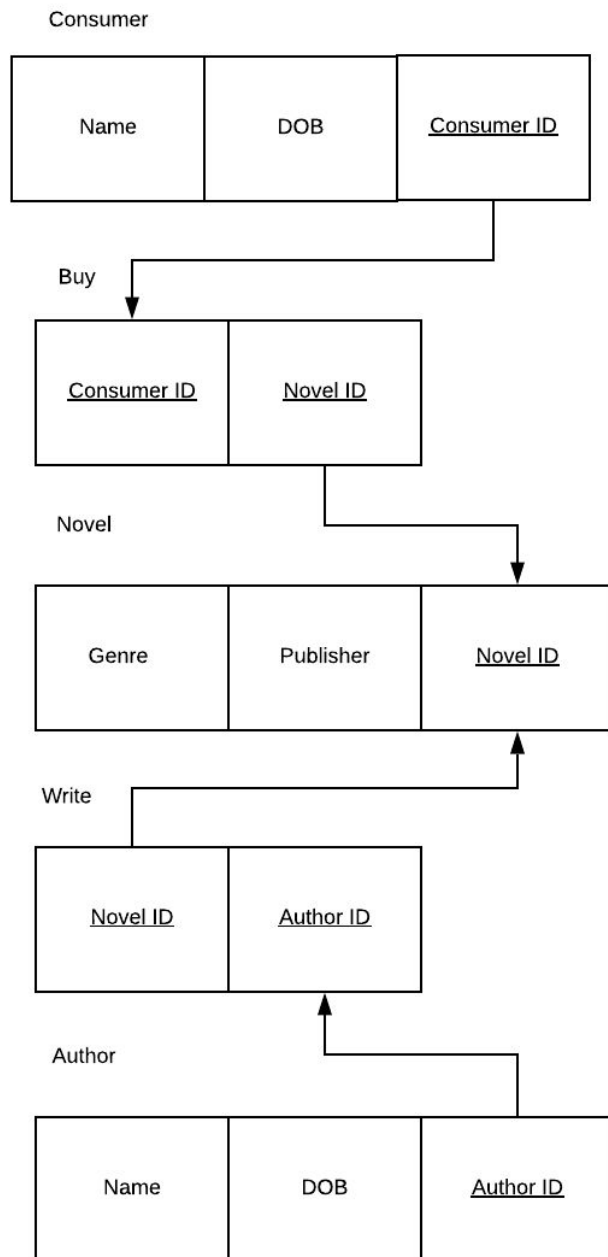 Consumer
Name DOB Consumer ID
Buy
Consumer ID Novel ID
Novel
Genre Publisher Novel ID
Write
Novel ID Author ID
Author
Name DOB Author ID